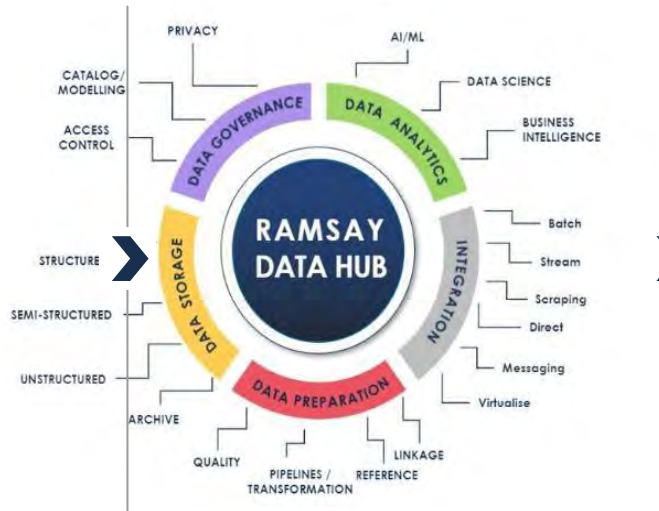 PRIVACY
AI/ML
CATALOG/
MODELLING
DATA SCIENCE
ACCESS
CONTROL
BUSINESS
INTELLIGENCE
DATA GOVERNANCE
DATA ANALYTICS
RAMSAY
DATA HUB
STRUCTURE
SEMI-STRUCTURED
UNSTRUCTURED
ARCHIVE
DATA STORAGE
INTEGRATION
Batch
Stream
Scraping
Direct
Messaging
Virtualise
DATA PREPARATION
QUALITY
PIPELINES /
TRANSFORMATION
REFERENCE
LINKAGE